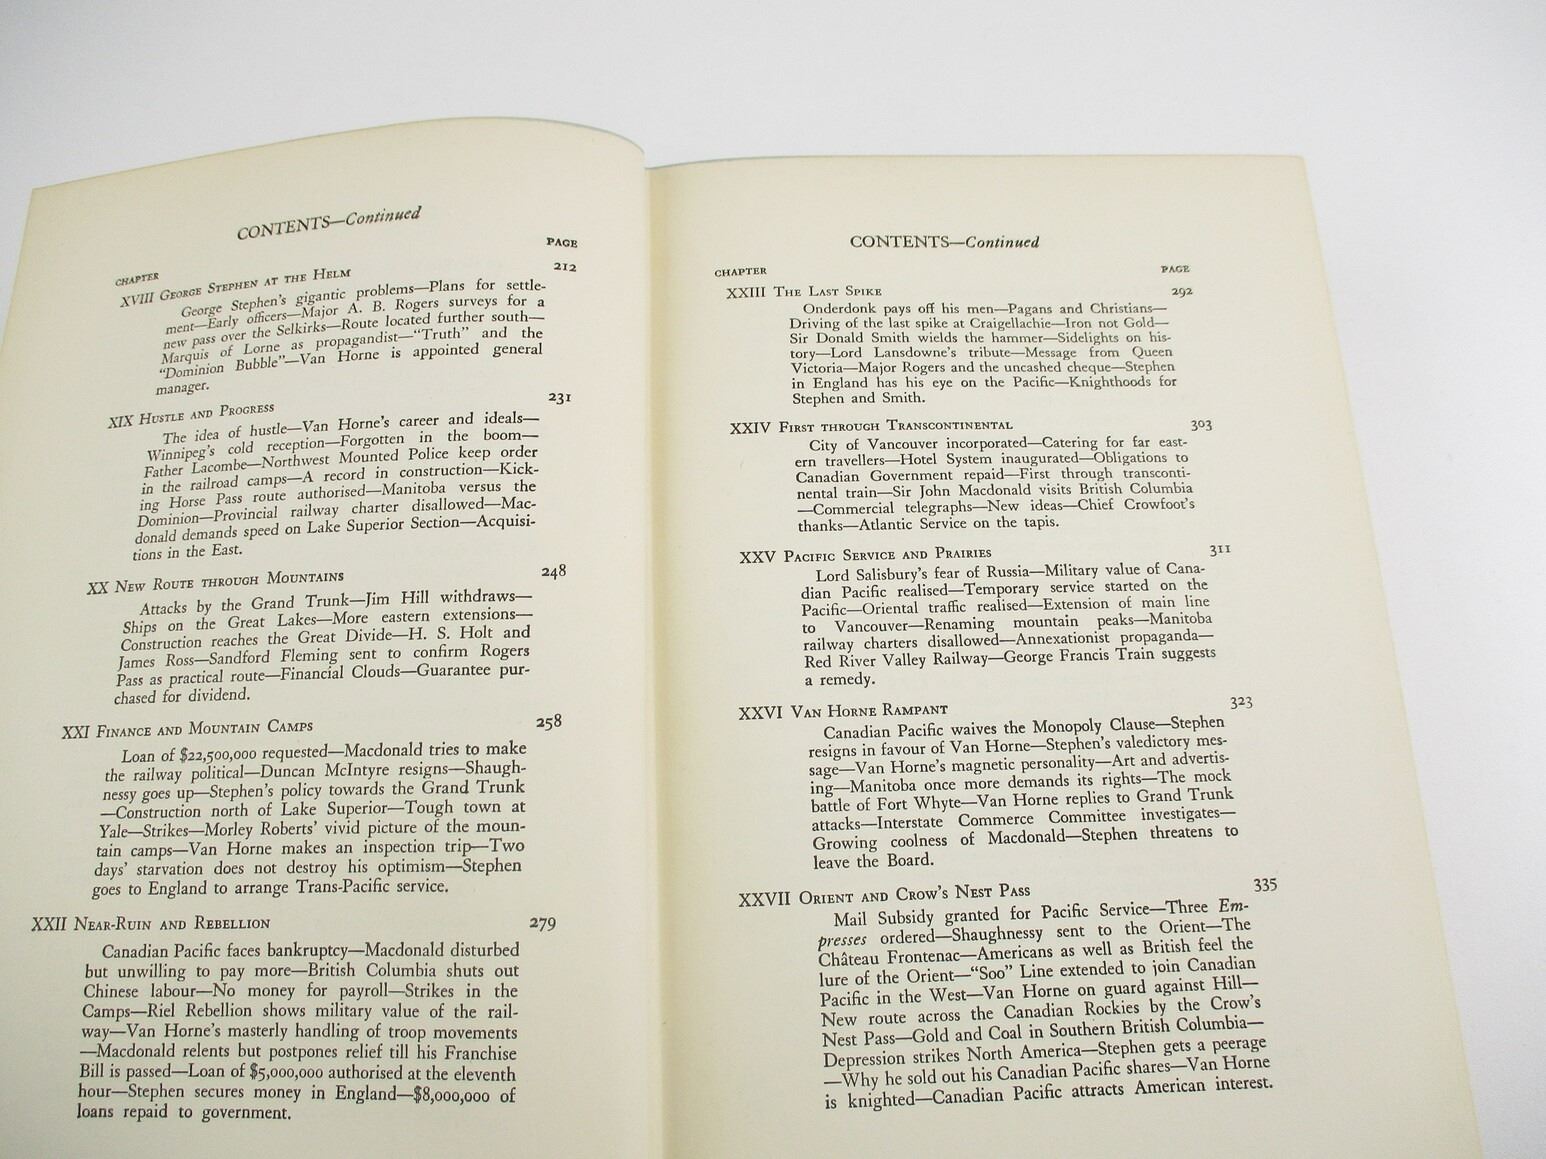 CONTENTS—Continued
CHAPTER PAGE
XVIII GEORGE STEPHEN AT THE HELM 212
George Stephen's gigantic problems—Plans for settle-
ment—Early officers—Major A. B. Rogers surveys for a
new pass over the Selkirks—Route located further south—
Marquis of Lorne as propagandist—"Truth" and the
"Dominion Bubble"—Van Horne is appointed general
manager.
XIX HUSTLE AND PROGRESS 231
The idea of hustle—Van Horne's career and ideals—
Winnipeg's cold reception—Forgotten in the boom—
Father Lacombe—Northwest Mounted Police keep order
in the railroad camps—A record in construction—Kick-
ing Horse Pass route authorised—Manitoba versus the
Dominion—Provincial railway charter disallowed—Mac-
donald demands speed on Lake Superior Section—Acquisi-
tions in the East.
XX NEW ROUTE THROUGH MOUNTAINS 248
Attacks by the Grand Trunk—Jim Hill withdraws—
Ships on the Great Lakes—More eastern extensions—
Construction reaches the Great Divide—H. S. Holt and
James Ross—Sandford Fleming sent to confirm Rogers
Pass as practical route—Financial Clouds—Guarantee pur-
chased for dividend.
XXI FINANCE AND MOUNTAIN CAMPS 258
Loan of $22,500,000 requested—Macdonald tries to make
the railway political—Duncan McIntyre resigns—Shaugh-
nessy goes up—Stephen's policy towards the Grand Trunk
—Construction north of Lake Superior—Tough town at
Yale—Strikes—Morley Roberts' vivid picture of the moun-
tain camps—Van Horne makes an inspection trip—Two
days' starvation does not destroy his optimism—Stephen
goes to England to arrange Trans-Pacific service.
XXII NEAR-RUIN AND REBELLION 279
Canadian Pacific faces bankruptcy—Macdonald disturbed
but unwilling to pay more—British Columbia shuts out
Chinese labour—No money for payroll—Strikes in the
Camps—Riel Rebellion shows military value of the rail-
way—Van Horne's masterly handling of troop movements
—Macdonald relents but postpones relief till his Franchise
Bill is passed—Loan of $5,000,000 authorised at the eleventh
hour—Stephen secures money in England—$8,000,000 of
loans repaid to government.
CONTENTS—Continued
CHAPTER PAGE
XXIII THE LAST SPIKE 292
Onderdonk pays off his men—Pagans and Christians—
Driving of the last spike at Craigellachie—Iron not Gold—
Sir Donald Smith wields the hammer—Sidelights on his-
tory—Lord Lansdowne's tribute—Message from Queen
Victoria—Major Rogers and the uncashed cheque—Stephen
in England has his eye on the Pacific—Knighthoods for
Stephen and Smith.
XXIV FIRST THROUGH TRANSCONTINENTAL 303
City of Vancouver incorporated—Catering for far east-
ern travellers—Hotel System inaugurated—Obligations to
Canadian Government repaid—First through transconti-
nental train—Sir John Macdonald visits British Columbia
—Commercial telegraphs—New ideas—Chief Crowfoot's
thanks—Atlantic Service on the tapis.
XXV PACIFIC SERVICE AND PRAIRIES 311
Lord Salisbury's fear of Russia—Military value of Cana-
dian Pacific realised—Temporary service started on the
Pacific—Oriental traffic realised—Extension of main line
to Vancouver—Renaming mountain peaks—Manitoba
railway charters disallowed—Annexationist propaganda—
Red River Valley Railway—George Francis Train suggests
a remedy.
XXVI VAN HORNE RAMPANT 323
Canadian Pacific waives the Monopoly Clause—Stephen
resigns in favour of Van Horne—Stephen's valedictory mes-
sage—Van Horne's magnetic personality—Art and advertis-
ing—Manitoba once more demands its rights—The mock
battle of Fort Whyte—Van Horne replies to Grand Trunk
attacks—Interstate Commerce Committee investigates—
Growing coolness of Macdonald—Stephen threatens to
leave the Board.
XXVII ORIENT AND CROW'S NEST PASS 335
Mail Subsidy granted for Pacific Service—Three Em-
presses ordered—Shaughnessy sent to the Orient—The
Château Frontenac—Americans as well as British feel the
lure of the Orient—"Soo" Line extended to join Canadian
Pacific in the West—Van Horne on guard against Hill—
New route across the Canadian Rockies by the Crow's
Nest Pass—Gold and Coal in Southern British Columbia—
Depression strikes North America—Stephen gets a peerage
—Why he sold out his Canadian Pacific shares—Van Horne
is knighted—Canadian Pacific attracts American interest.